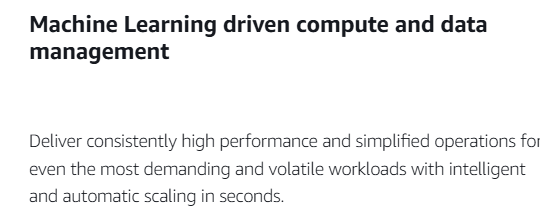 Machine Learning driven compute and data
management
Deliver consistently high performance and simplified operations for
even the most demanding and volatile workloads with intelligent
and automatic scaling in seconds.